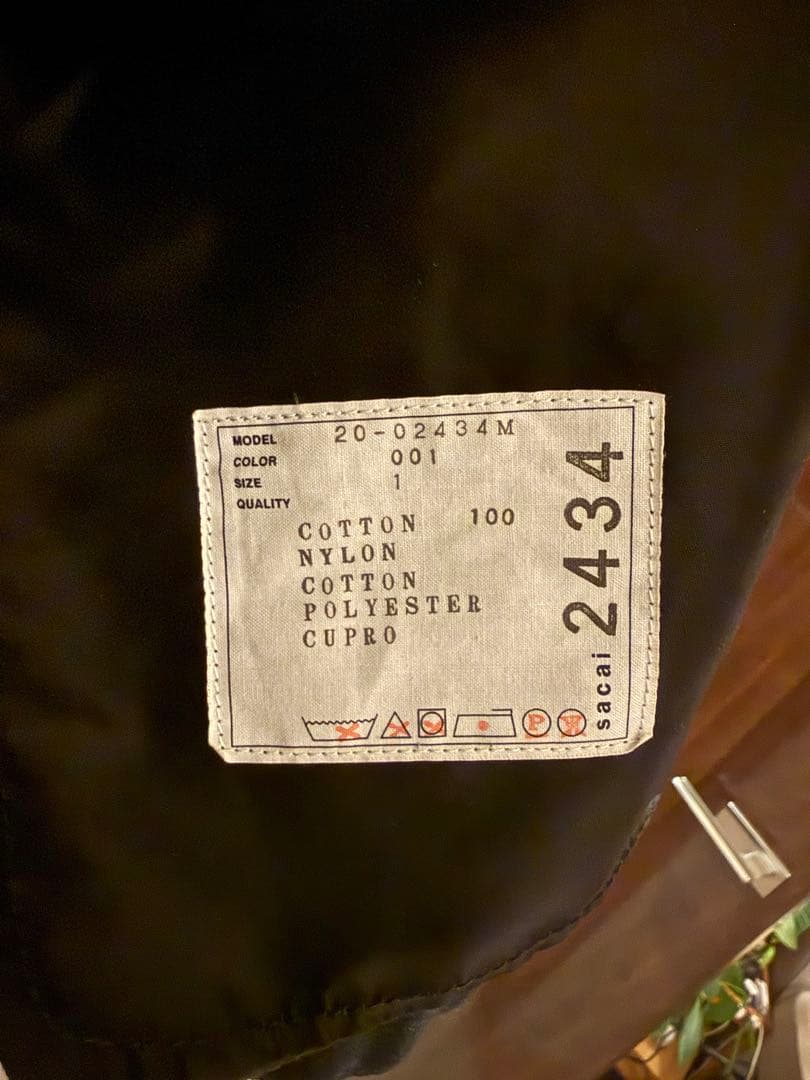 MODEL 20-02434M
COLOR 001
SIZE 1
QUALITY
COTTON 100
NYLON
COTTON
POLYESTER
CUPRO
P W
sacai 2434